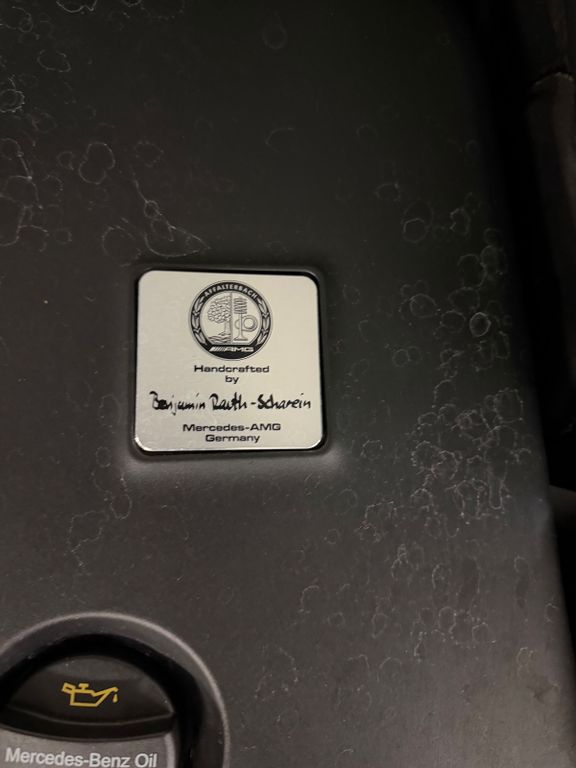 AFFALTERBACH
AMG
Handcrafted
by
Benjamin Rauth-Scharein
Mercedes-AMG
Germany
Mercedes-Benz Oil